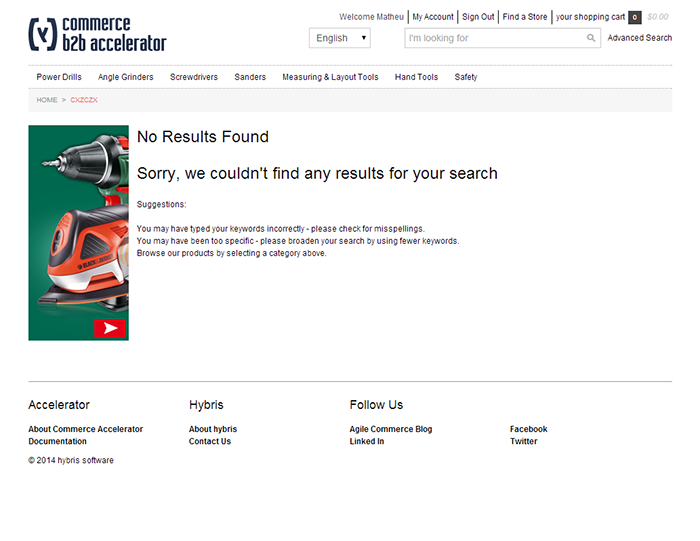 commerce
b2b accelerator
Welcome Matheu
My Account
Sign Out
Find a Store
your shopping cart 0 $0.00
English
I'm looking for
Advanced Search
Power Drills Angle Grinders Screwdrivers Sanders Measuring & Layout Tools Hand Tools Safety
HOME > CXZCZX
No Results Found
Sorry, we couldn't find any results for your search
Suggestions:
You may have typed your keywords incorrectly - please check for misspellings.
You may have been too specific - please broaden your search by using fewer keywords.
Browse our products by selecting a category above.
BLACK & DECKER
Accelerator
About Commerce Accelerator
Documentation
Hybris
About hybris
Contact Us
Follow Us
Agile Commerce Blog
Linked In
Facebook
Twitter
© 2014 hybris software